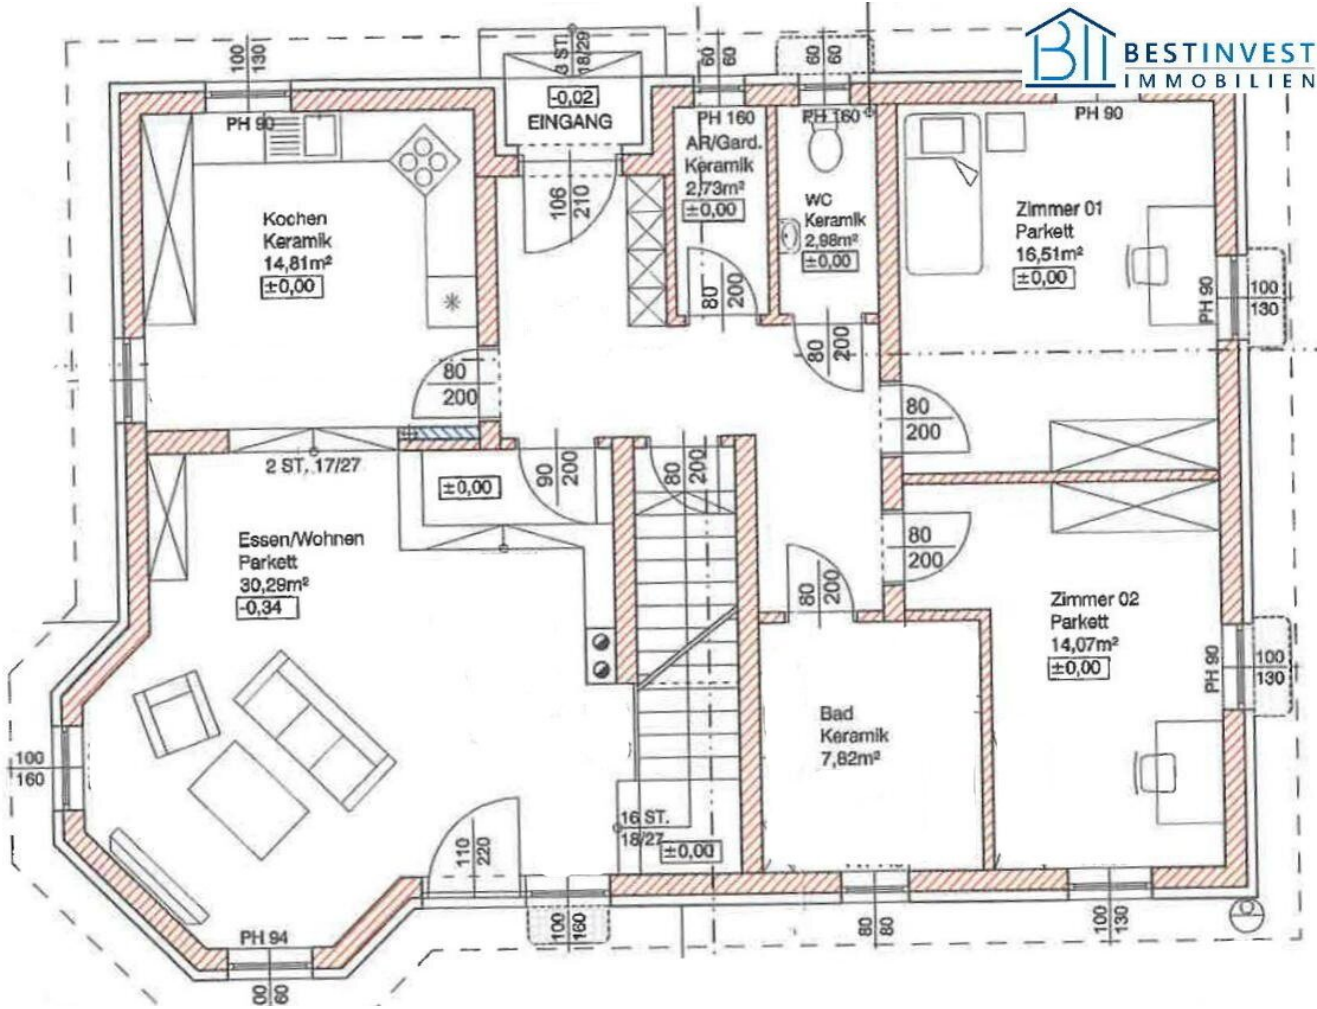 BESTINVEST
IMMOBILIEN
3 ST.
18/29
-0,02
EINGANG
106
210
100
130
PH 90
60
60
PH 160
60
60
PH 160
PH 90
AR/Gard.
Keramik
2,73m²
±0,00
80
200
WC
Keramik
2,98m²
±0,00
80
200
Kochen
Keramik
14,81m²
±0,00
80
200
Zimmer 01
Parkett
16,51m²
±0,00
PH 90
100
130
80
200
2 ST. 17/27
±0,00
90
200
80
200
Essen/Wohnen
Parkett
30,29m²
-0,34
80
200
80
200
Zimmer 02
Parkett
14,07m²
±0,00
PH 90
100
130
Bad
Keramik
7,82m²
100
160
16 ST.
18/27
±0,00
110
220
PH 94
100
160
80
80
100
130
00
60